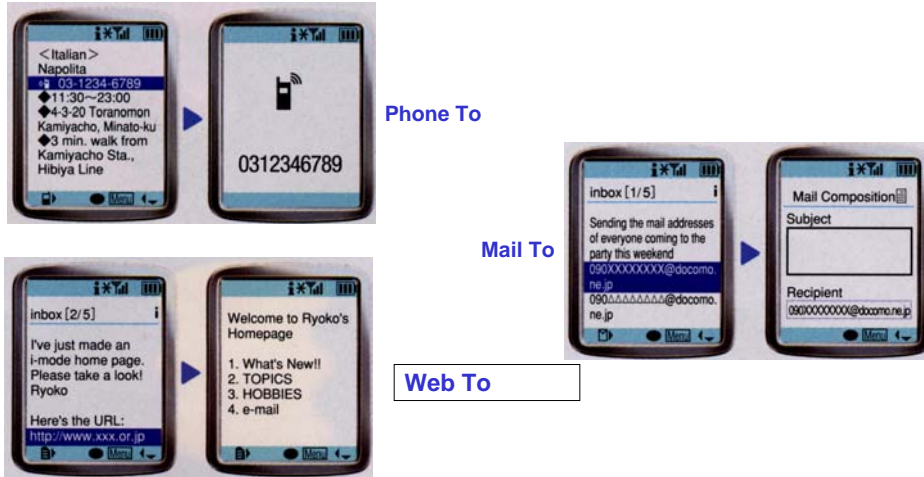 <Italian>
Napolita
03-1234-6789
◆11:30～23:00
◆4-3-20 Toranomon
Kamiyacho, Minato-ku
◆3 min. walk from
Kamiyacho Sta.,
Hibiya Line
Menu
0312346789
Phone To
inbox [1/5]
Sending the mail addresses
of everyone coming to the
party this weekend
090XXXXXXXX@docomo.
ne.jp
090△△△△△△△△@docomo.
ne.jp
Menu
Mail Composition
Subject
Recipient
090XXXXXXXX@docomo.ne.jp
Menu
Mail To
inbox [2/5]
I've just made an
i-mode home page.
Please take a look!
Ryoko
Here's the URL:
http://www.xxx.or.jp
Menu
Welcome to Ryoko's
Homepage
1. What's New!!
2. TOPICS
3. HOBBIES
4. e-mail
Menu
Web To